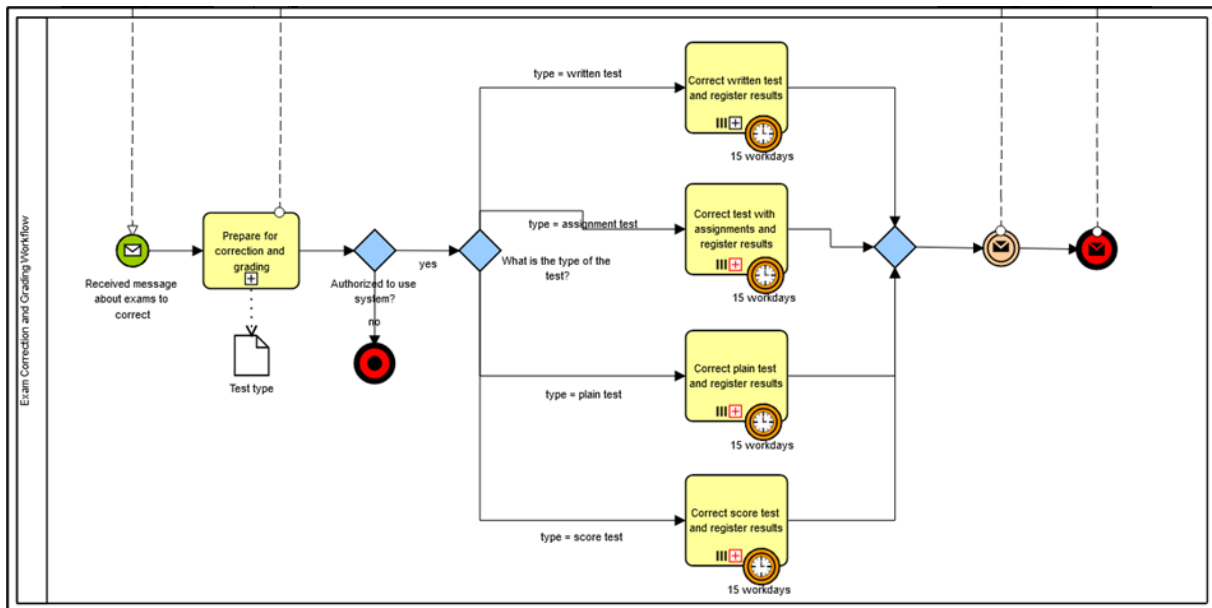 Exam Correction and Grading Workflow
Received message
about exams to
correct
Prepare for
correction and
grading
Test type
Authorized to use
system?
yes
no
What is the type of the
test?
type = written test
Correct written test
and register results
15 workdays
type = assignment test
Correct test with
assignments and
register results
15 workdays
type = plain test
Correct plain test
and register results
15 workdays
type = score test
Correct score test
and register results
15 workdays